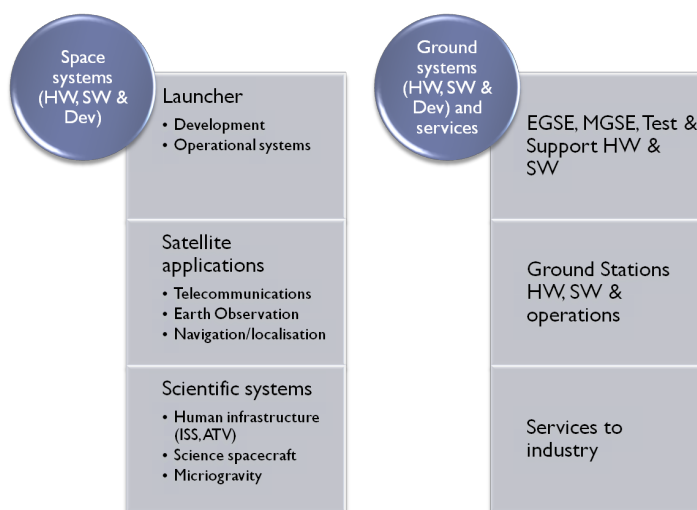 Space
systems
(HW, SW &
Dev)
Launcher
• Development
• Operational systems
Satellite
applications
• Telecommunications
• Earth Observation
• Navigation/localisation
Scientific systems
• Human infrastructure
(ISS, ATV)
• Science spacecraft
• Micriogravity
Ground
systems
(HW, SW &
Dev) and
services
EGSE, MGSE, Test &
Support HW &
SW
Ground Stations
HW, SW &
operations
Services to
industry